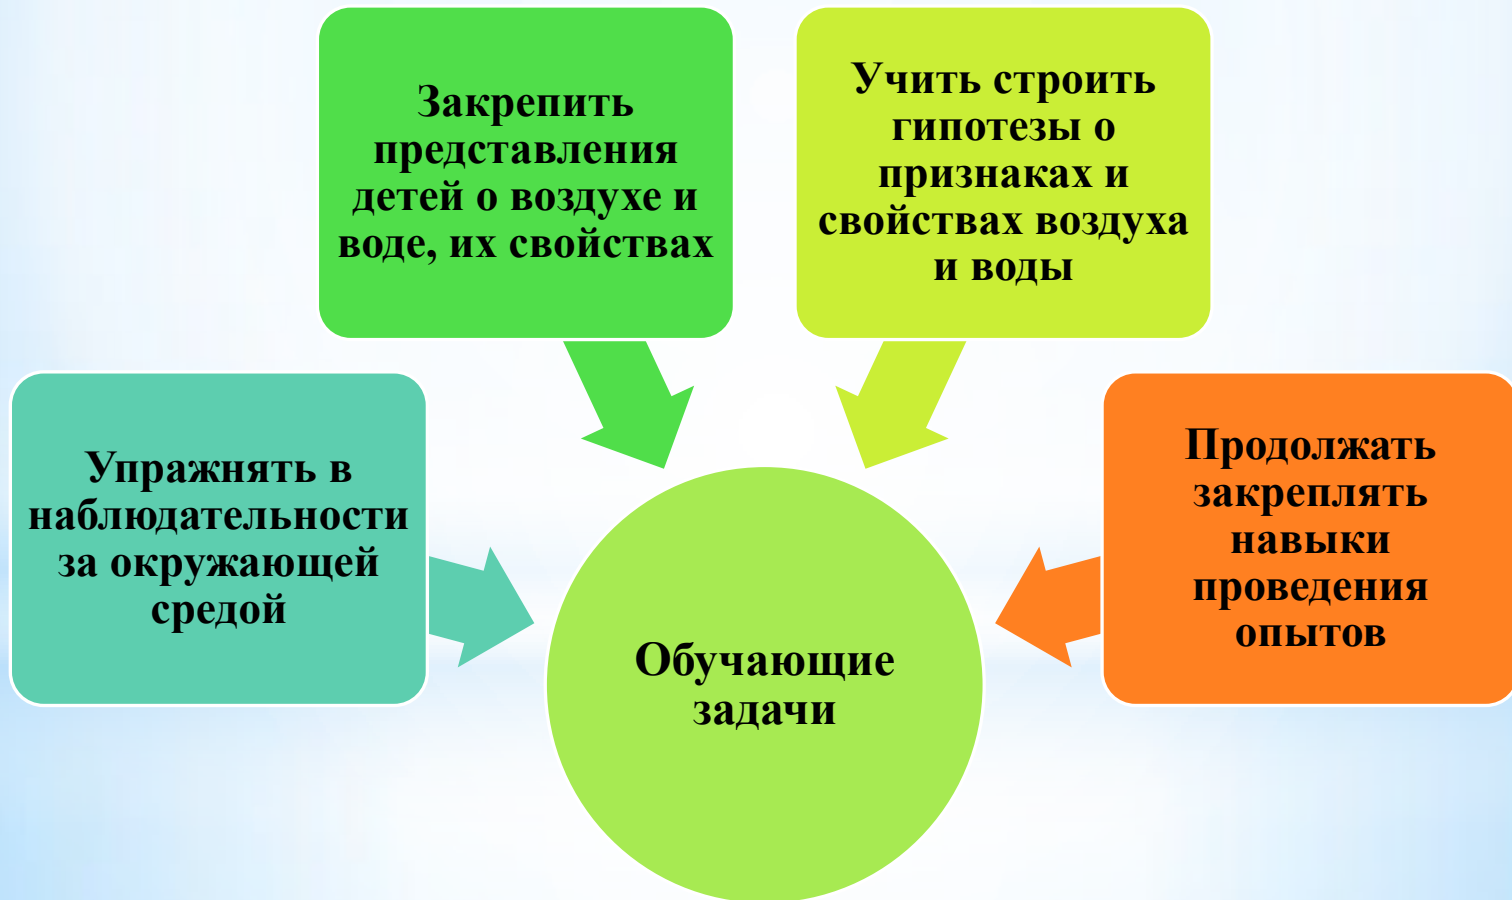 Закрепить
представления
детей о воздухе и
воде, их свойствах
Учить строить
гипотезы о
признаках и
свойствах воздуха
и воды
Упражнять в
наблюдательности
за окружающей
средой
Продолжать
закреплять
навыки
проведения
опытов
Обучающие
задачи